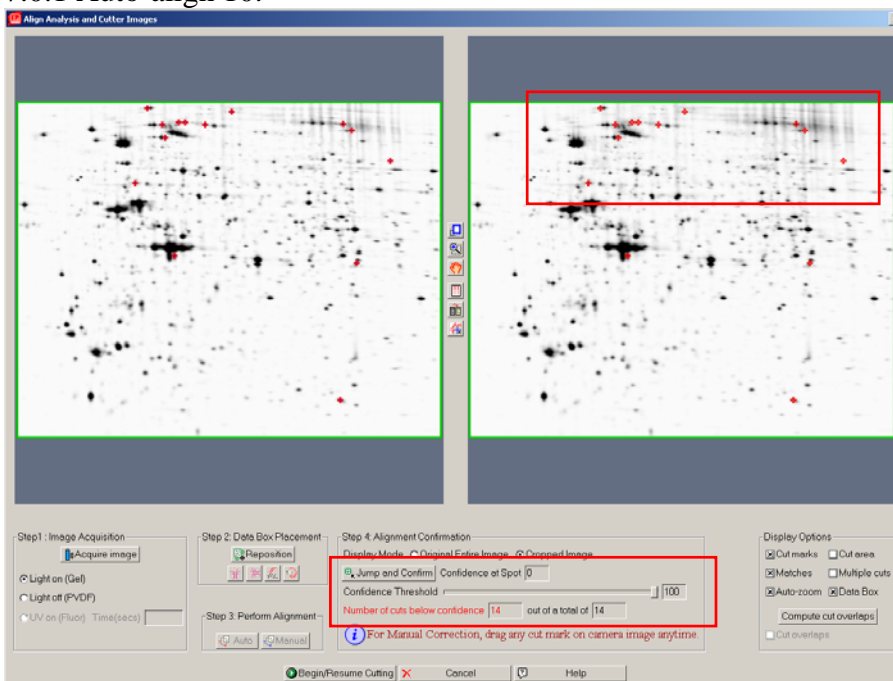 Align Analysis and Cutter Images
Step1 : Image Acquisition
Acquire image
Light on (Gel)
Light off (PVDF)
UV on (Fluor) Time(secs)
Step 2: Data Box Placement
Reposition
Step 3: Perform Alignment
Auto Manual
Step 4: Alignment Confirmation
Display Mode Original Entire Image Cropped Image
Jump and Confirm Confidence at Spot 0
Confidence Threshold 100
Number of cuts below confidence 14 out of a total of 14
For Manual Correction, drag any cut mark on camera image anytime.
Display Options
Cut marks Cut area
Matches Multiple cuts
Auto-zoom Data Box
Compute cut overlaps
Cut overlaps
Begin/Resume Cutting Cancel Help